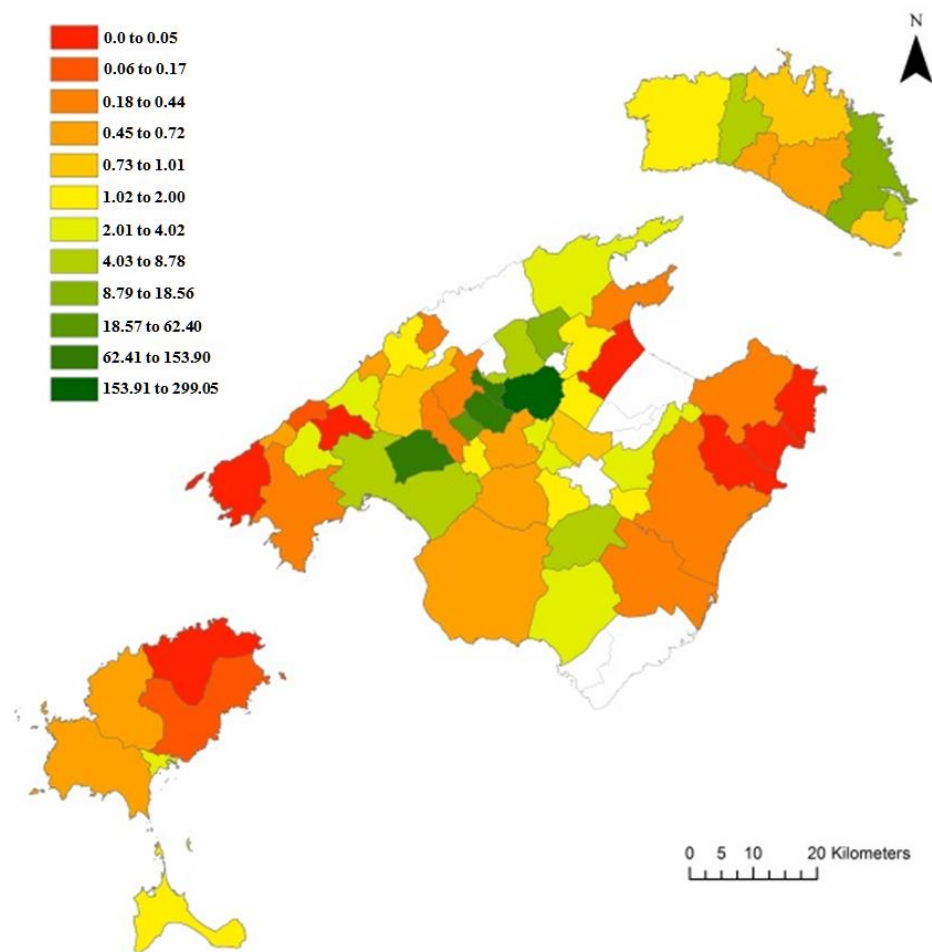 N
0.0 to 0.05
0.06 to 0.17
0.18 to 0.44
0.45 to 0.72
0.73 to 1.01
1.02 to 2.00
2.01 to 4.02
4.03 to 8.78
8.79 to 18.56
18.57 to 62.40
62.41 to 153.90
153.91 to 299.05
0 5 10 20 Kilometers